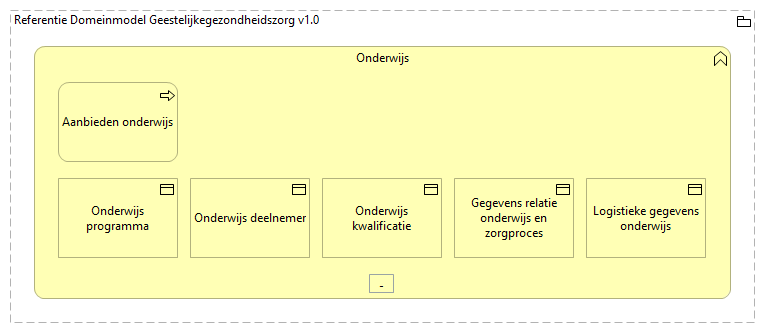 Referentie Domeinmodel Geestelijkegezondheidszorg v1.0
Onderwijs
Aanbieden onderwijs
Onderwijs
programma
Onderwijs deelnemer
Onderwijs
kwalificatie
Gegevens relatie
onderwijs en
zorgproces
Logistieke gegevens
onderwijs
-